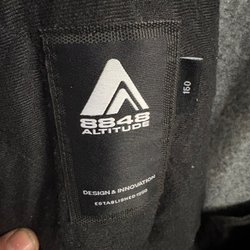 8848
ALTITUDE
DESIGN & INNOVATION
ESTABLISHED 1990
150